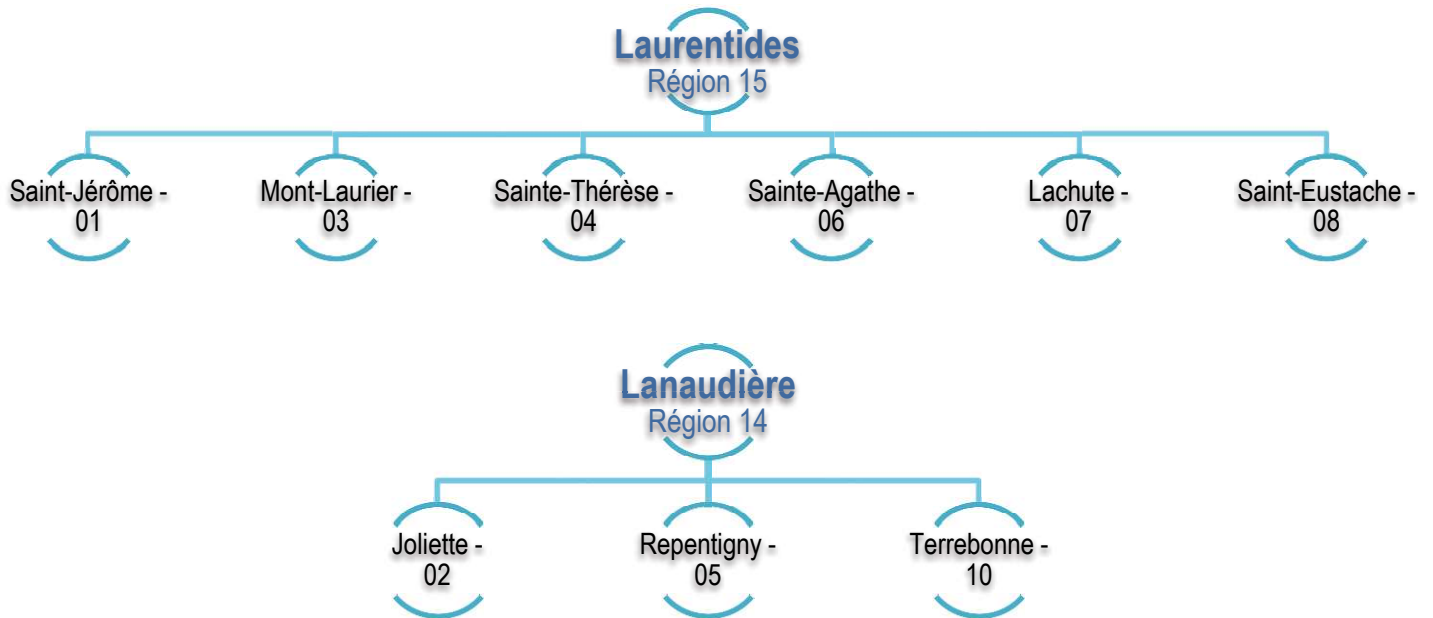 Laurentides
Région 15
Saint-Jérôme -
01
Mont-Laurier -
03
Sainte-Thérèse -
04
Sainte-Agathe -
06
Lachute -
07
Saint-Eustache -
08
Lanaudière
Région 14
Joliette -
02
Repentigny -
05
Terrebonne -
10